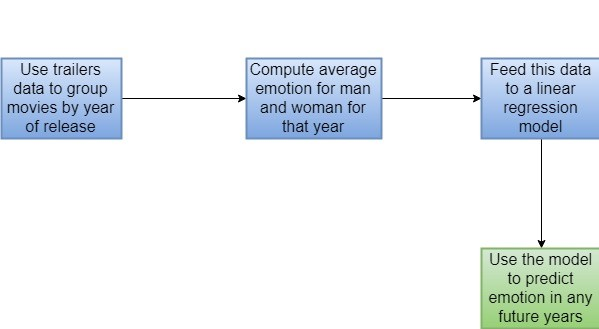 Use trailers
data to group
movies by year
of release
Compute average
emotion for man
and woman for
that year
Feed this data
to a linear
regression
model
Use the model
to predict
emotion in any
future years